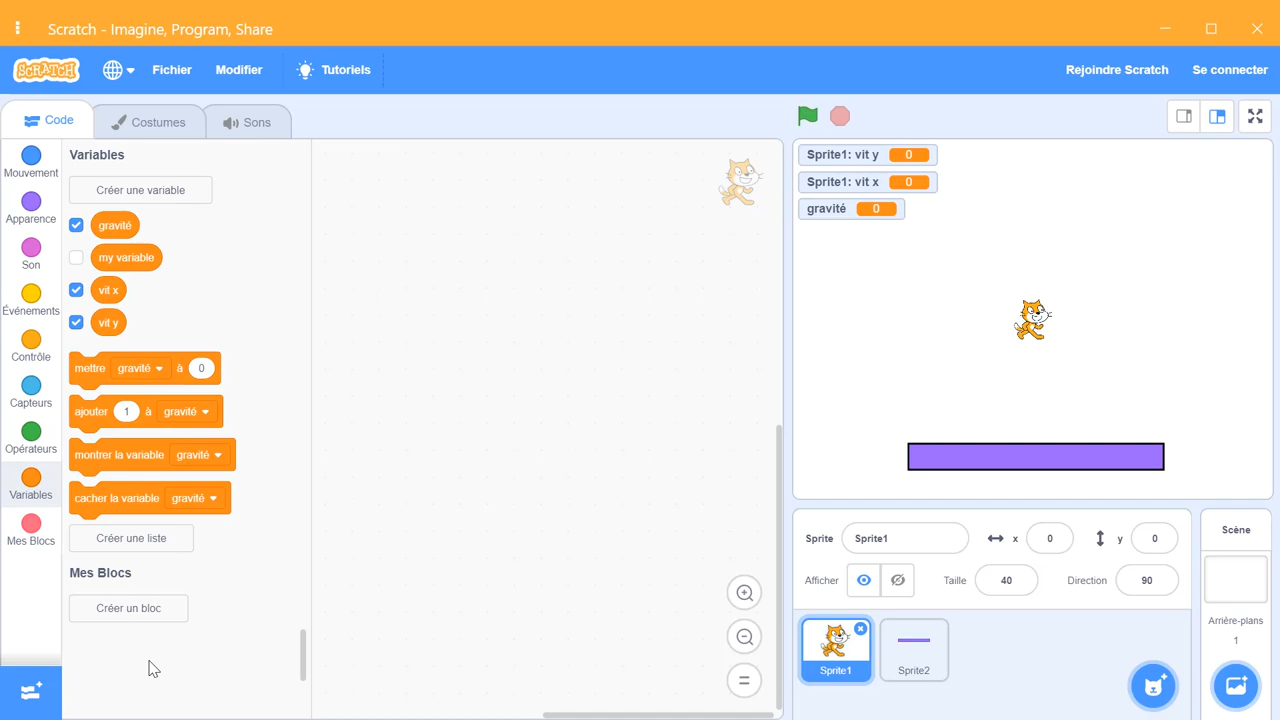 Scratch - Imagine, Program, Share
SCRATCH
Fichier
Modifier
Tutoriels
Rejoindre Scratch
Se connecter
Code
Costumes
Sons
Mouvement
Apparence
Son
Événements
Contrôle
Capteurs
Opérateurs
Variables
Mes Blocs
Variables
Créer une variable
gravité
my variable
vit x
vit y
mettre gravité à 0
ajouter 1 à gravité
montrer la variable gravité
cacher la variable gravité
Créer une liste
Mes Blocs
Créer un bloc
Sprite1: vit y 0
Sprite1: vit x 0
gravité 0
Sprite Sprite1 x 0 y 0
Afficher Taille 40 Direction 90
Sprite1
Sprite2
Scène
Arrière-plans
1